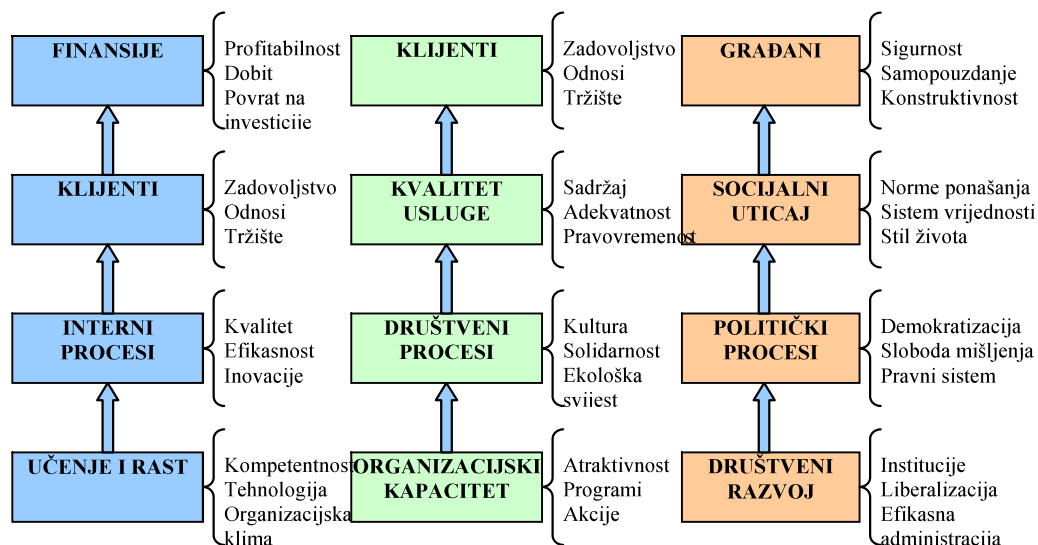 FINANSIJE
Profitabilnost
Dobit
Povrat na
investicije
KLIJENTI
Zadovoljstvo
Odnosi
Tržište
GRAĐANI
Sigurnost
Samopouzdanje
Konstruktivnost
KLIJENTI
Zadovoljstvo
Odnosi
Tržište
KVALITET
USLUGE
Sadržaj
Adekvatnost
Pravovremenost
SOCIJALNI
UTICAJ
Norme ponašanja
Sistem vrijednosti
Stil života
INTERNI
PROCESI
Kvalitet
Efikasnost
Inovacije
DRUŠTVENI
PROCESI
Kultura
Solidarnost
Ekološka
svijest
POLITIČKI
PROCESI
Demokratizacija
Sloboda mišljenja
Pravni sistem
UČENJE I RAST
Kompetentnost
Tehnologija
Organizacijska
klima
ORGANIZACIJSKI
KAPACITET
Atraktivnost
Programi
Akcije
DRUŠTVENI
RAZVOJ
Institucije
Liberalizacija
Efikasna
administracija